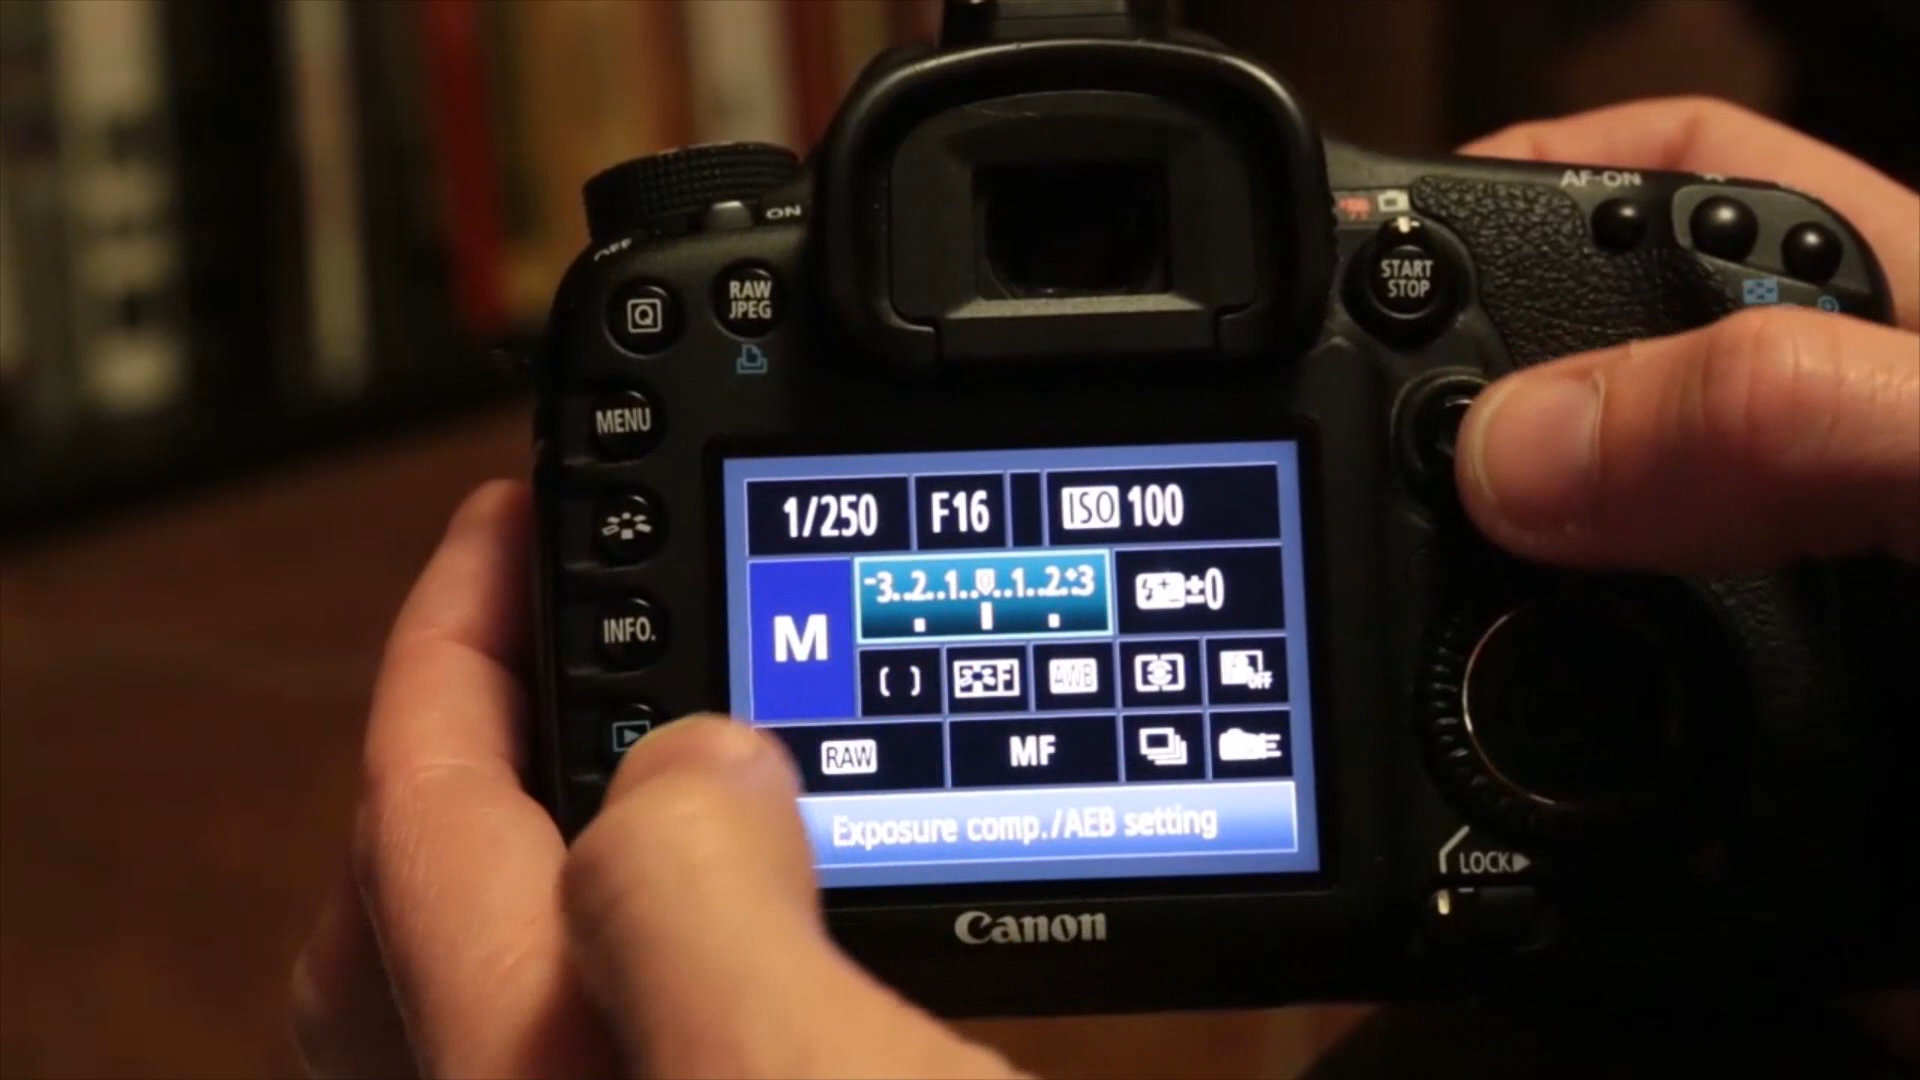 AF-ON
ON
OFF
Q
RAW
JPEG
START
STOP
MENU
1/250 F16 ISO 100
-3..2..1..0..1..2..+3
±0
M
INFO.
( ) F AWB OFF
RAW MF
Exposure comp./AEB setting
LOCK
Canon